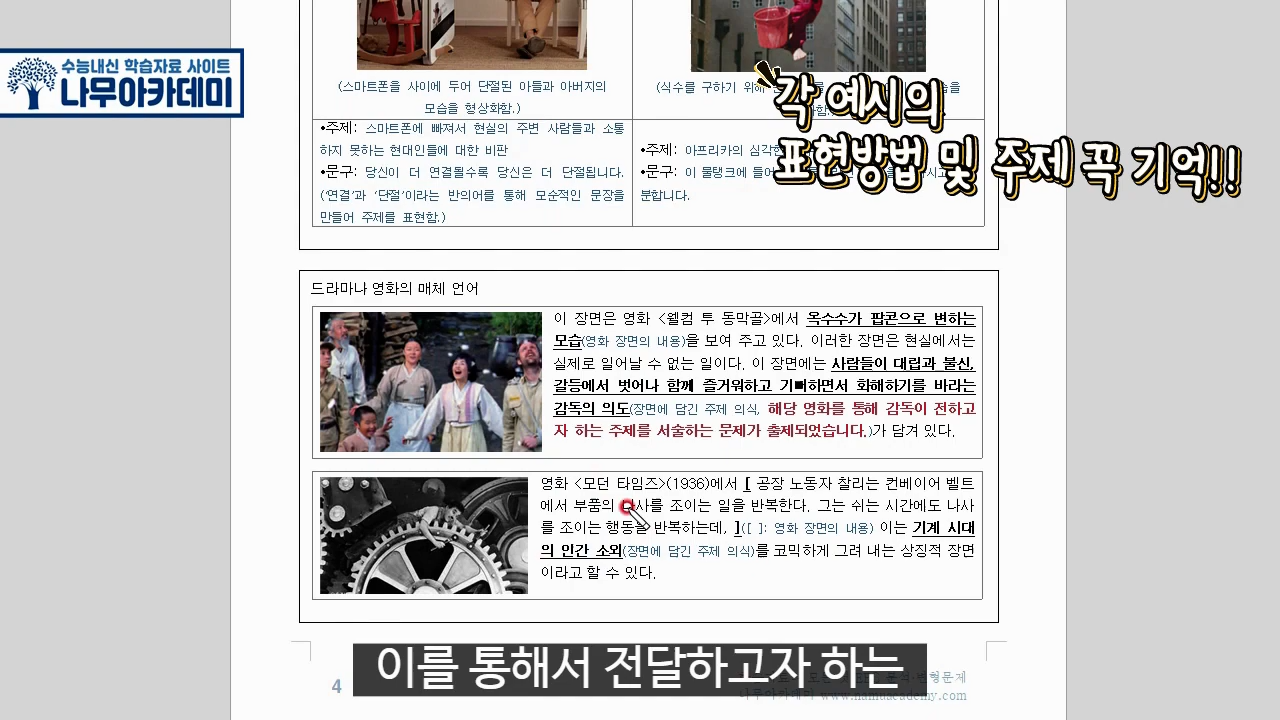 수능내신 학습자료 사이트
나무아카데미
각 예시의
표현방법 및 주제 꼭 기억!!
(스마트폰을 사이에 두어 단절된 아들과 아버지의
모습을 형상화함.)
(식수를 구하기 위해
•주제: 스마트폰에 빠져서 현실의 주변 사람들과 소통
하지 못하는 현대인들에 대한 비판
•문구: 당신이 더 연결될수록 당신은 더 단절됩니다.
('연결'과 '단절'이라는 반의어를 통해 모순적인 문장을
만들어 주제를 표현함.)
•주제: 아프리카의 심각한
•문구: 이 물탱크에
분합니다.
드라마나 영화의 매체 언어
이 장면은 영화 <웰컴 투 동막골>에서 옥수수가 팝콘으로 변하는
모습(영화 장면의 내용)을 보여 주고 있다. 이러한 장면은 현실에서는
실제로 일어날 수 없는 일이다. 이 장면에는 사람들이 대립과 불신,
갈등에서 벗어나 함께 즐거워하고 기뻐하면서 화해하기를 바라는
감독의 의도(장면에 담긴 주제 의식, 해당 영화를 통해 감독이 전하고
자 하는 주제를 서술하는 문제가 출제되었습니다.)가 담겨 있다.
영화 <모던 타임즈>(1936)에서 [ 공장 노동자 찰리는 컨베이어 벨트
에서 부품의 나사를 조이는 일을 반복한다. 그는 쉬는 시간에도 나사
를 조이는 행동을 반복하는데, ]([ ]: 영화 장면의 내용) 이는 기계 시대
의 인간 소외(장면에 담긴 주제 의식)를 코믹하게 그려 내는 상징적 장면
이라고 할 수 있다.
이를 통해서 전달하고자 하는
4
나무아카데미 www.namuacademy.com